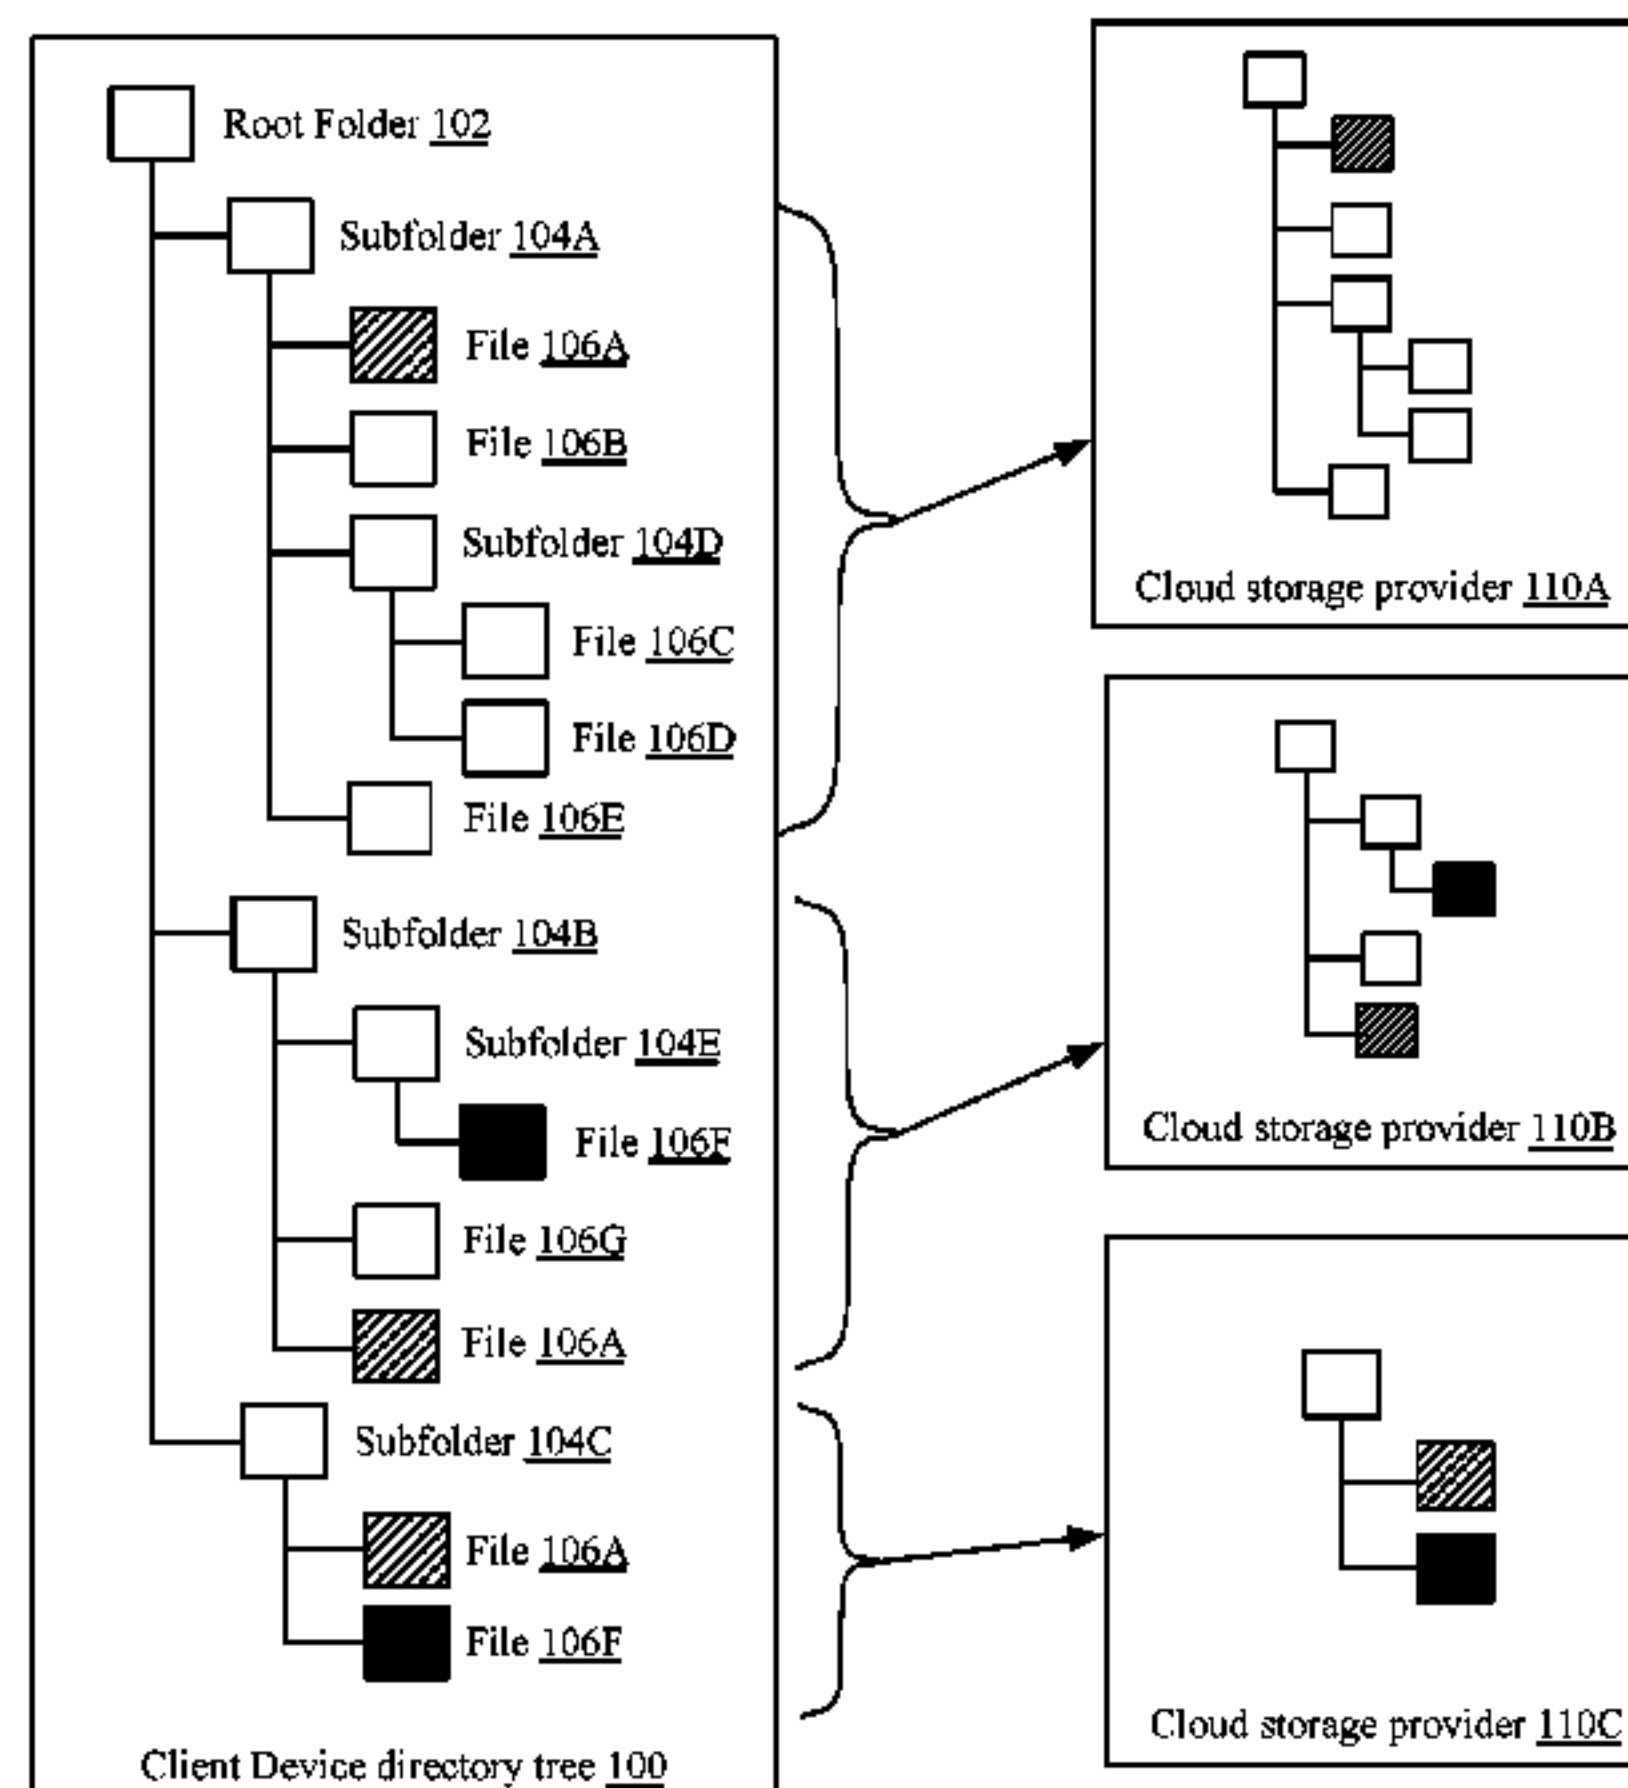 Root Folder 102
Subfolder 104A
File 106A
File 106B
Subfolder 104D
File 106C
File 106D
File 106E
Subfolder 104B
Subfolder 104E
File 106F
File 106G
File 106A
Subfolder 104C
File 106A
File 106F
Client Device directory tree 100
Cloud storage provider 110A
Cloud storage provider 110B
Cloud storage provider 110C